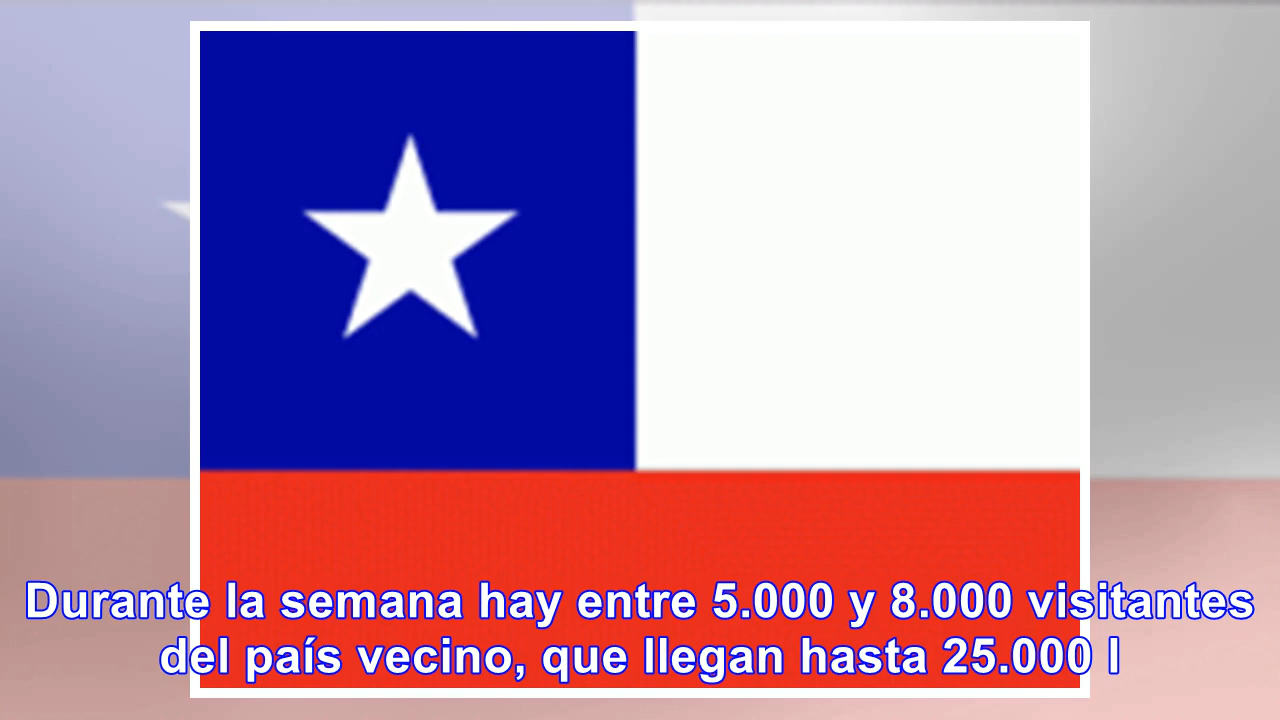 Durante la semana hay entre 5.000 y 8.000 visitantes
del país vecino, que llegan hasta 25.000 l